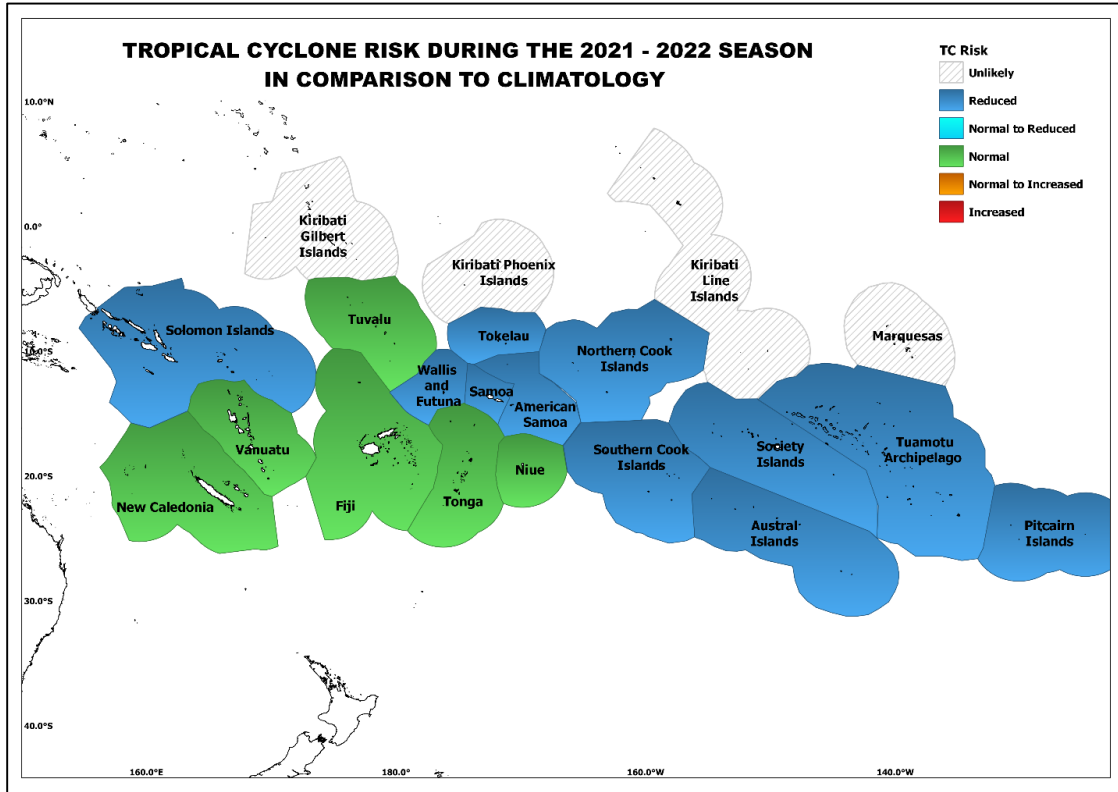 TROPICAL CYCLONE RISK DURING THE 2021 - 2022 SEASON
IN COMPARISON TO CLIMATOLOGY
TC Risk
Unlikely
Reduced
Normal to Reduced
Normal
Normal to Increased
Increased
10.0°N
0.0°
10.0°S
20.0°S
30.0°S
40.0°S
Kiribati
Gilbert
Islands
Kiribati Phoenix
Islands
Kiribati
Line
Islands
Marquesas
Solomon Islands
Tuvalu
Tokelau
Northern Cook
Islands
Wallis
and
Futuna
Samoa
American
Samoa
Vanuatu
New Caledonia
Fiji
Tonga
Niue
Southern Cook
Islands
Society
Islands
Tuamotu
Archipelago
Austral
Islands
Pitcairn
Islands
160.0°E
180.0°
160.0°W
140.0°W